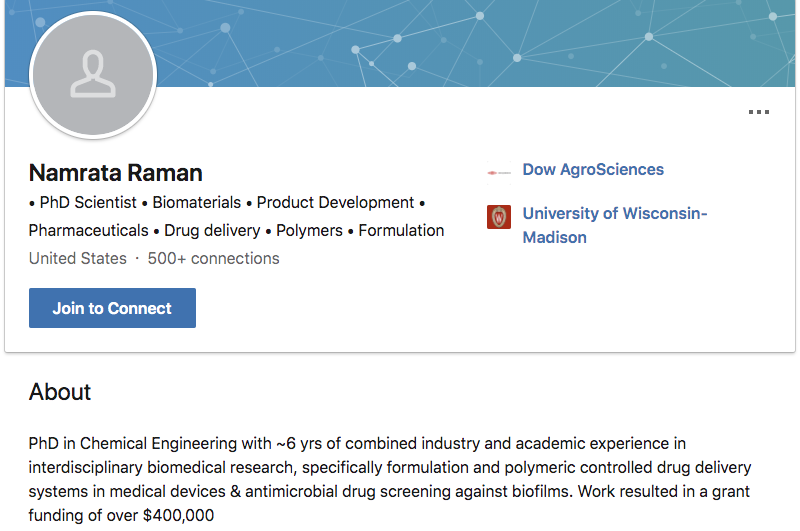 Namrata Raman
• PhD Scientist • Biomaterials • Product Development •
Pharmaceuticals • Drug delivery • Polymers • Formulation
United States · 500+ connections
Join to Connect
Dow AgroSciences
University of Wisconsin-
Madison
About
PhD in Chemical Engineering with ~6 yrs of combined industry and academic experience in
interdisciplinary biomedical research, specifically formulation and polymeric controlled drug delivery
systems in medical devices & antimicrobial drug screening against biofilms. Work resulted in a grant
funding of over $400,000